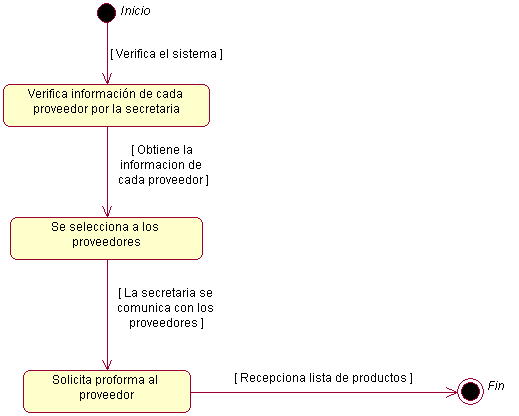 Inicio
[ Verifica el sistema ]
Verifica información de cada
proveedor por la secretaria
[ Obtiene la
informacion de
cada proveedor ]
Se selecciona a los
proveedores
[ La secretaria se
comunica con los
proveedores ]
Solicita proforma al
proveedor
[ Recepciona lista de productos ]
Fin